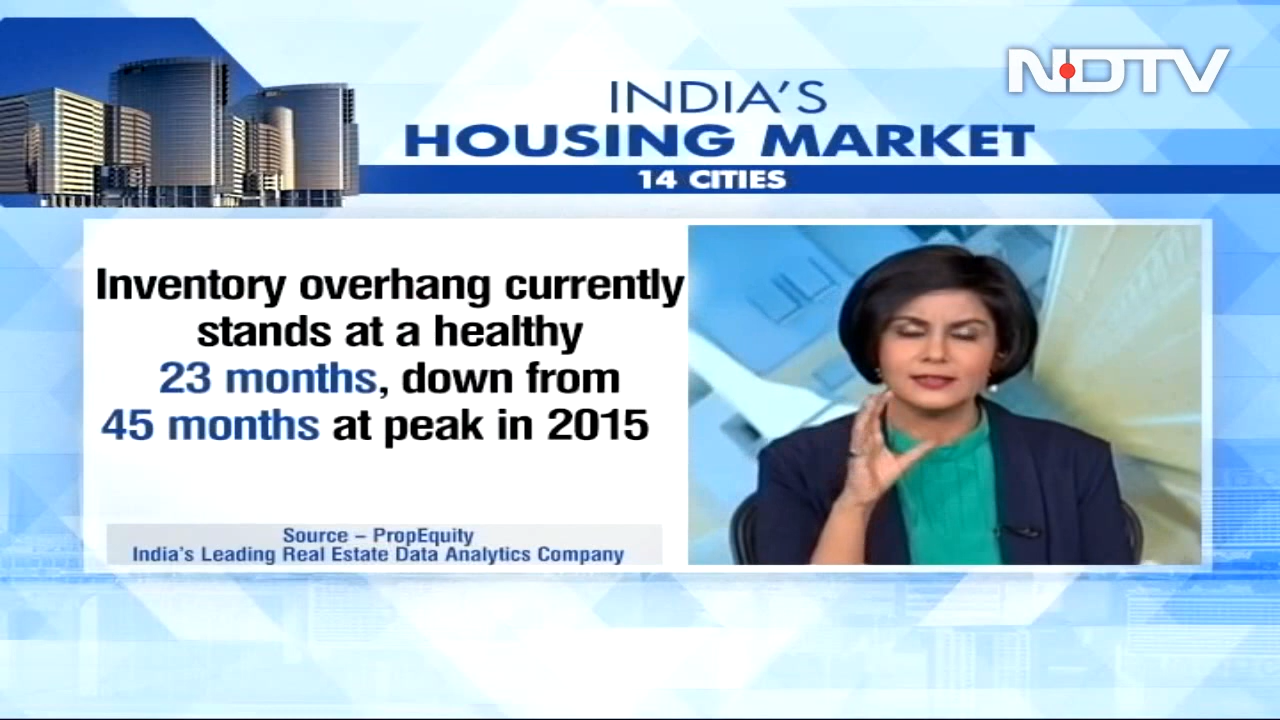 NDTV
INDIA'S
HOUSING MARKET
14 CITIES
Inventory overhang currently
stands at a healthy
23 months, down from
45 months at peak in 2015
Source – PropEquity
India's Leading Real Estate Data Analytics Company